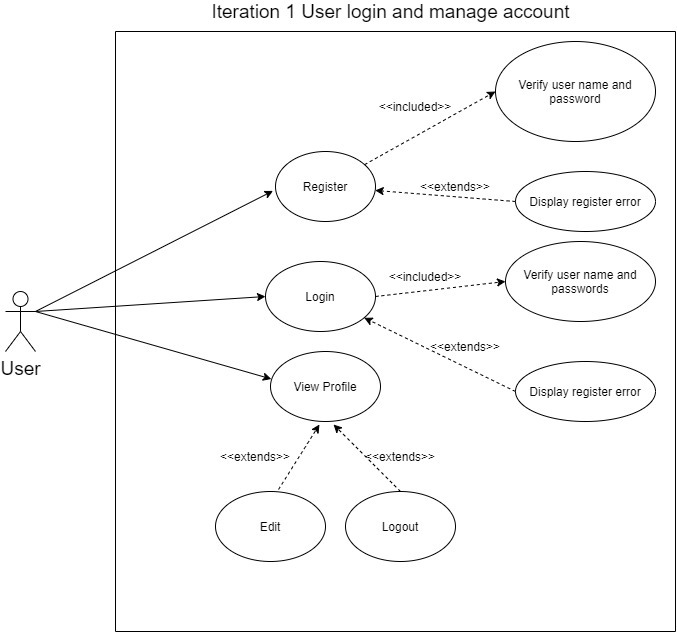 Iteration 1 User login and manage account
Verify user name and
password
<<included>>
Register
<<extends>>
Display register error
<<included>>
Verify user name and
passwords
Login
<<extends>>
User
View Profile
Display register error
<<extends>>
<<extends>>
Edit
Logout